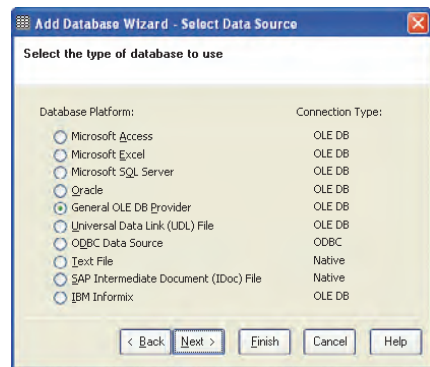 Add Database Wizard - Select Data Source
Select the type of database to use
Database Platform: Connection Type:
Microsoft Access OLE DB
Microsoft Excel OLE DB
Microsoft SQL Server OLE DB
Oracle OLE DB
General OLE DB Provider OLE DB
Universal Data Link (UDL) File OLE DB
ODBC Data Source ODBC
Text File Native
SAP Intermediate Document (IDoc) File Native
IBM Informix OLE DB
< Back Next > Finish Cancel Help